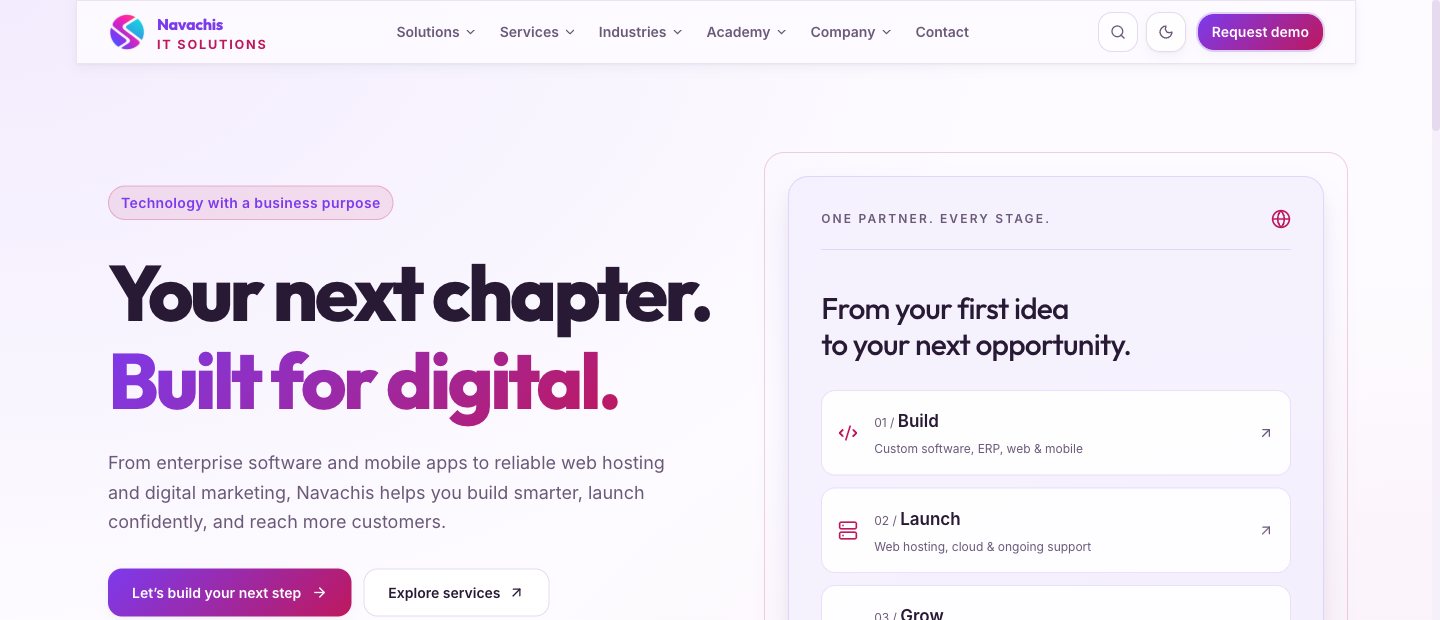 Navachis
IT SOLUTIONS
Solutions
Services
Industries
Academy
Company
Contact
Request demo
Technology with a business purpose
Your next chapter.
Built for digital.
From enterprise software and mobile apps to reliable web hosting
and digital marketing, Navachis helps you build smarter, launch
confidently, and reach more customers.
Let’s build your next step
Explore services
ONE PARTNER. EVERY STAGE.
From your first idea
to your next opportunity.
01 / Build
Custom software, ERP, web & mobile
02 / Launch
Web hosting, cloud & ongoing support
03 / Grow